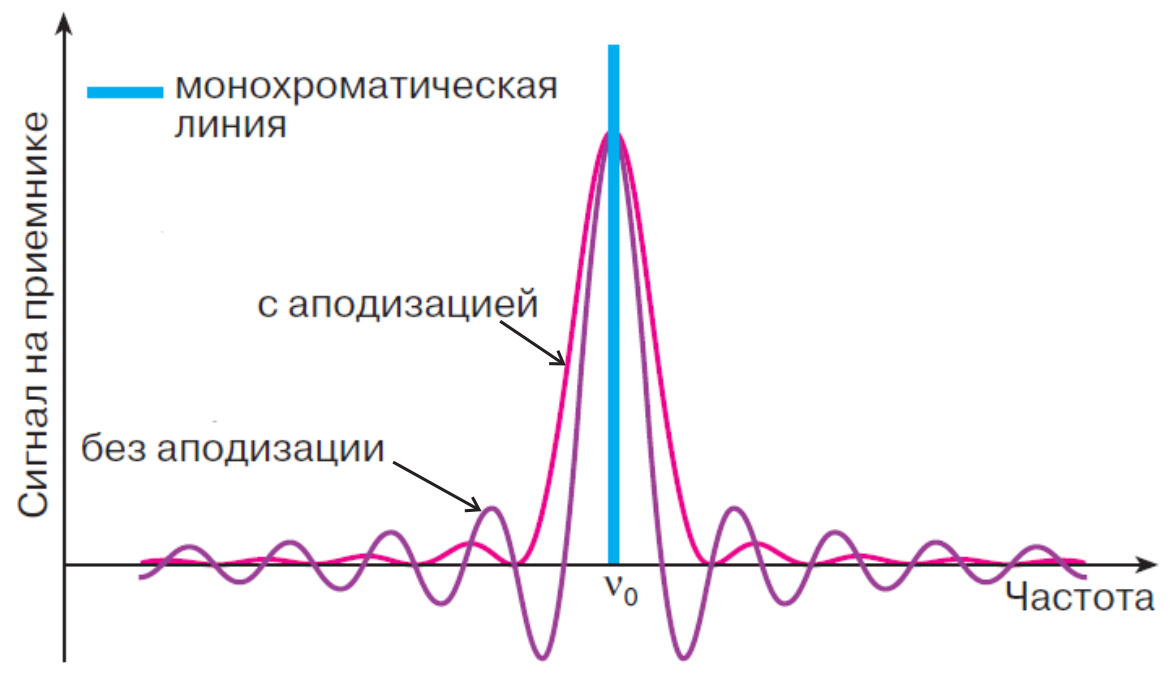 Сигнал на приемнике
монохроматическая
линия
с аподизацией
без аподизации
ν₀
Частота